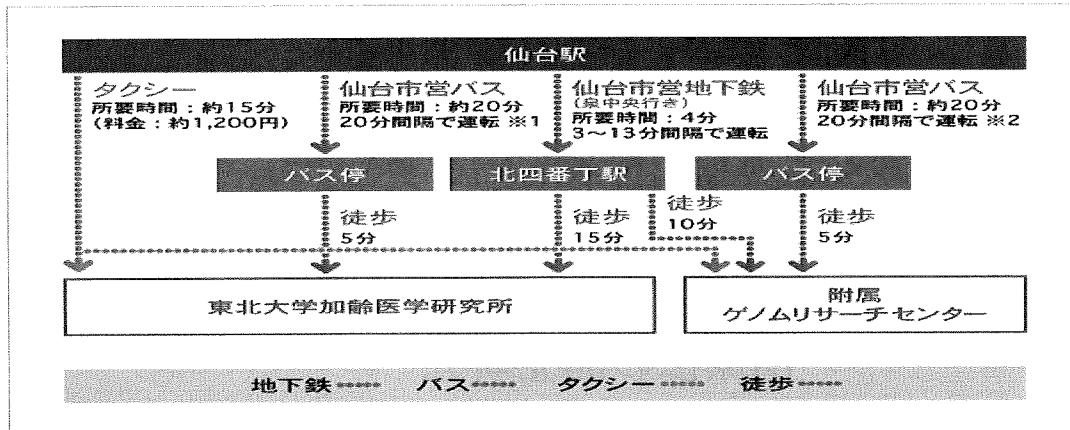 仙台駅
タクシー
所要時間：約15分
(料金：約1,200円)
仙台市営バス
所要時間：約20分
20分間隔で運転 ※1
仙台市営地下鉄
(泉中央行き)
所要時間：4分
3～13分間隔で運転
仙台市営バス
所要時間：約20分
20分間隔で運転 ※2
バス停
北四番丁駅
バス停
徒歩
5分
徒歩
15分
徒歩
10分
徒歩
5分
東北大学加齢医学研究所
附属
ゲノムリサーチセンター
地下鉄 バス タクシー 徒歩